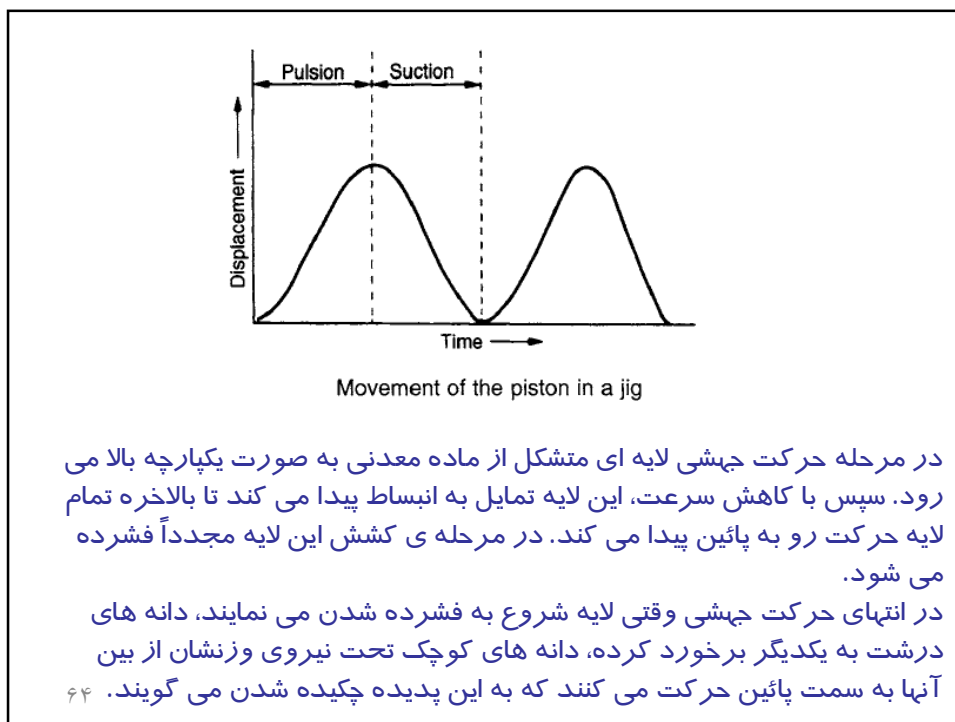 Pulsion Suction
Displacement
Time
Movement of the piston in a jig
در مرحله حرکت جهشی لایه ای متشکل از ماده معدنی به صورت یکپارچه بالا می
رود. سپس با کاهش سرعت، این لایه تمایل به انبساط پیدا می کند تا بالاخره تمام
لایه حرکت رو به پائین پیدا می کند. در مرحله ی کشش این لایه مجدداً فشرده
می شود.
در انتهای حرکت جهشی وقتی لایه شروع به فشرده شدن می نمایند، دانه های
درشت به یکدیگر برخورد کرده، دانه های کوچک تحت نیروی وزنشان از بین
آنها به سمت پائین حرکت می کنند که به این پدیده چکیده شدن می گویند.
۶۴